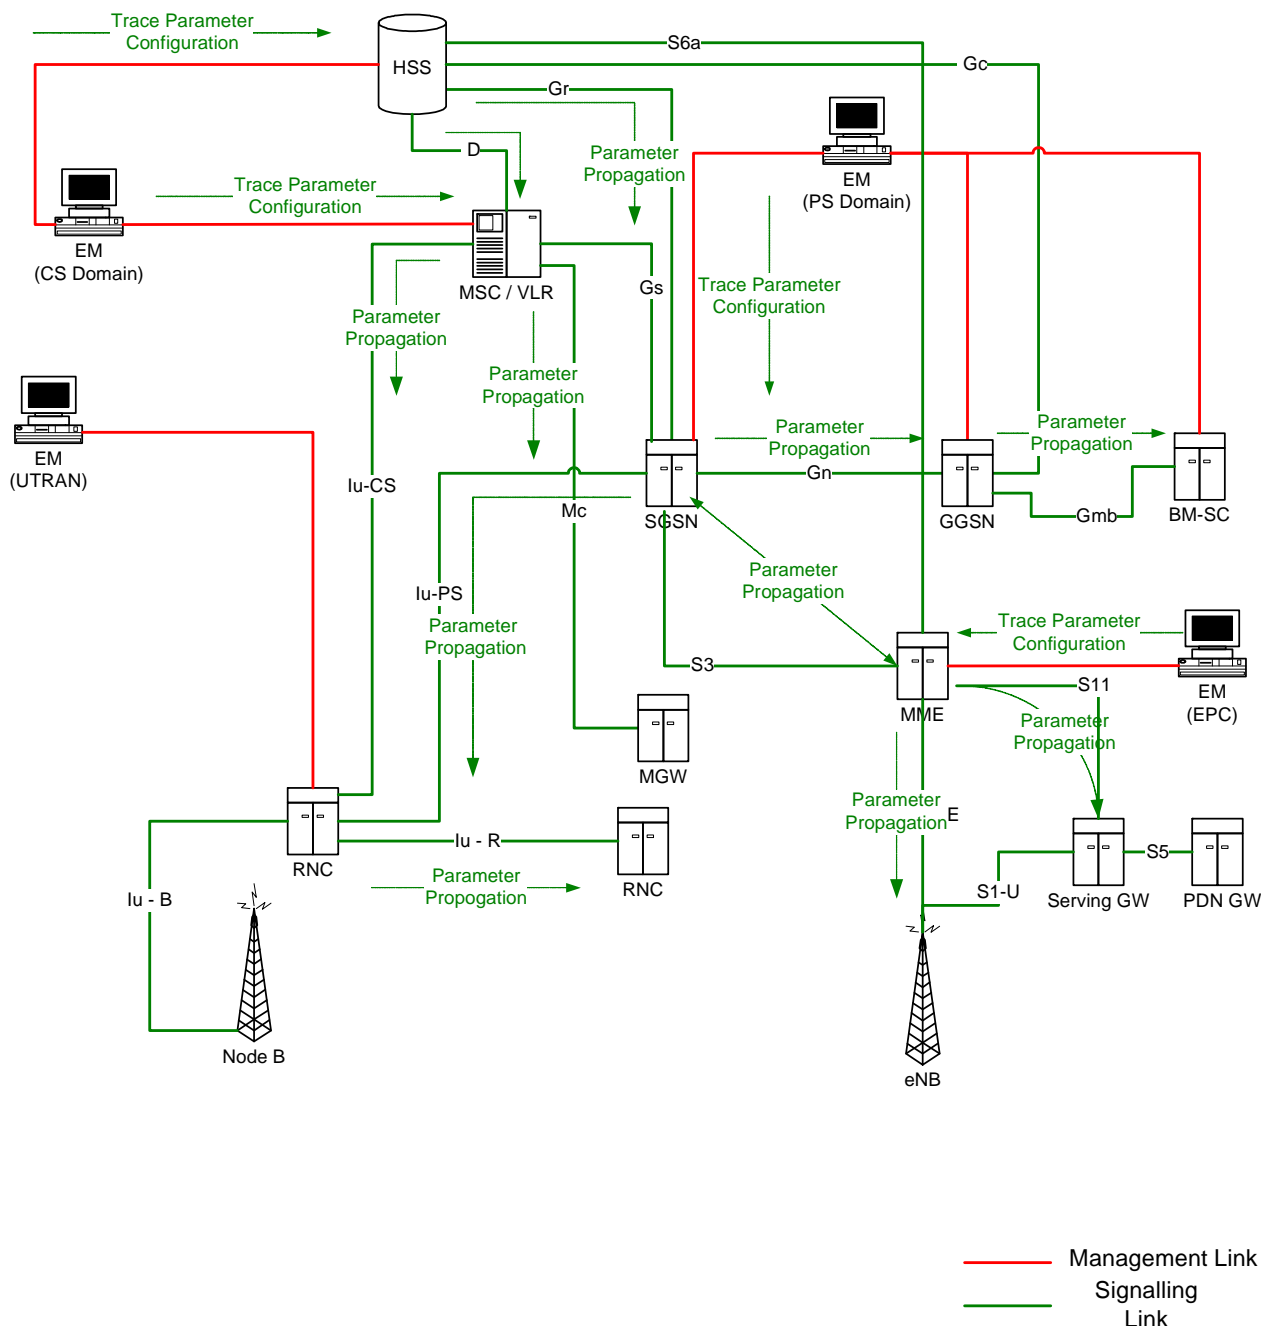 Trace Parameter
Configuration
HSS
S6a
Gc
Gr
D
Parameter
Propagation
EM
(PS Domain)
Trace Parameter
Configuration
EM
(CS Domain)
MSC / VLR
Gs
Trace Parameter
Configuration
Parameter
Propagation
Parameter
Propagation
EM
(UTRAN)
Parameter
Propagation
Parameter
Propagation
Iu-CS
Gn
Mc
SGSN
GGSN
Gmb
BM-SC
Parameter
Propagation
Iu-PS
Parameter
Propagation
Trace Parameter
Configuration
S3
MME
S11
EM
(EPC)
Parameter
Propagation
MGW
Parameter
Propagation
E
RNC
Iu - R
RNC
S5
Parameter
Propogation
Iu - B
S1-U
Serving GW
PDN GW
Node B
eNB
Management Link
Signalling
Link